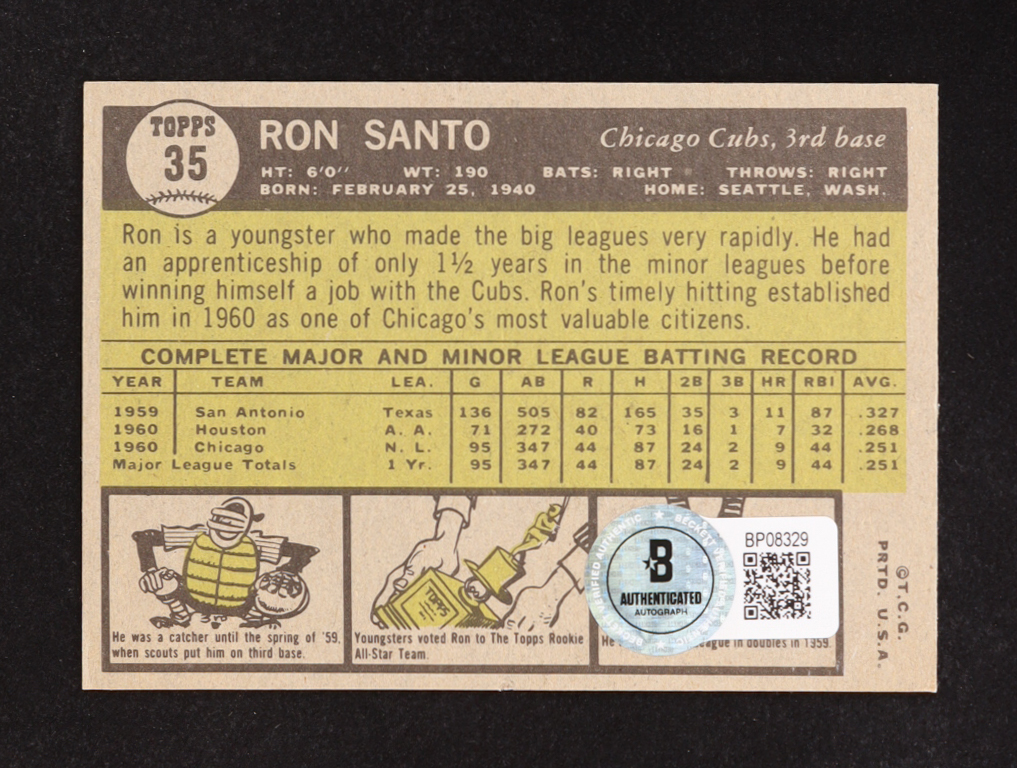 TOPPS
35
RON SANTO
Chicago Cubs, 3rd base
HT: 6'0" WT: 190 BATS: RIGHT THROWS: RIGHT
BORN: FEBRUARY 25, 1940 HOME: SEATTLE, WASH.
Ron is a youngster who made the big leagues very rapidly. He had
an apprenticeship of only 1½ years in the minor leagues before
winning himself a job with the Cubs. Ron's timely hitting established
him in 1960 as one of Chicago's most valuable citizens.
COMPLETE MAJOR AND MINOR LEAGUE BATTING RECORD
YEAR TEAM LEA. G AB R H 2B 3B HR RBI AVG.
1959 San Antonio Texas 136 505 82 165 35 3 11 87 .327
1960 Houston A. A. 71 272 40 73 16 1 7 32 .268
1960 Chicago N. L. 95 347 44 87 24 2 9 44 .251
Major League Totals 1 Yr. 95 347 44 87 24 2 9 44 .251
He was a catcher until the spring of '59,
when scouts put him on third base.
TOPPS
Youngsters voted Ron to The Topps Rookie
All-Star Team.
He
in doubles in 1959.
B
AUTHENTICATED
AUTOGRAPH
BP08329
©T.C.G.
PRTD. U.S.A.